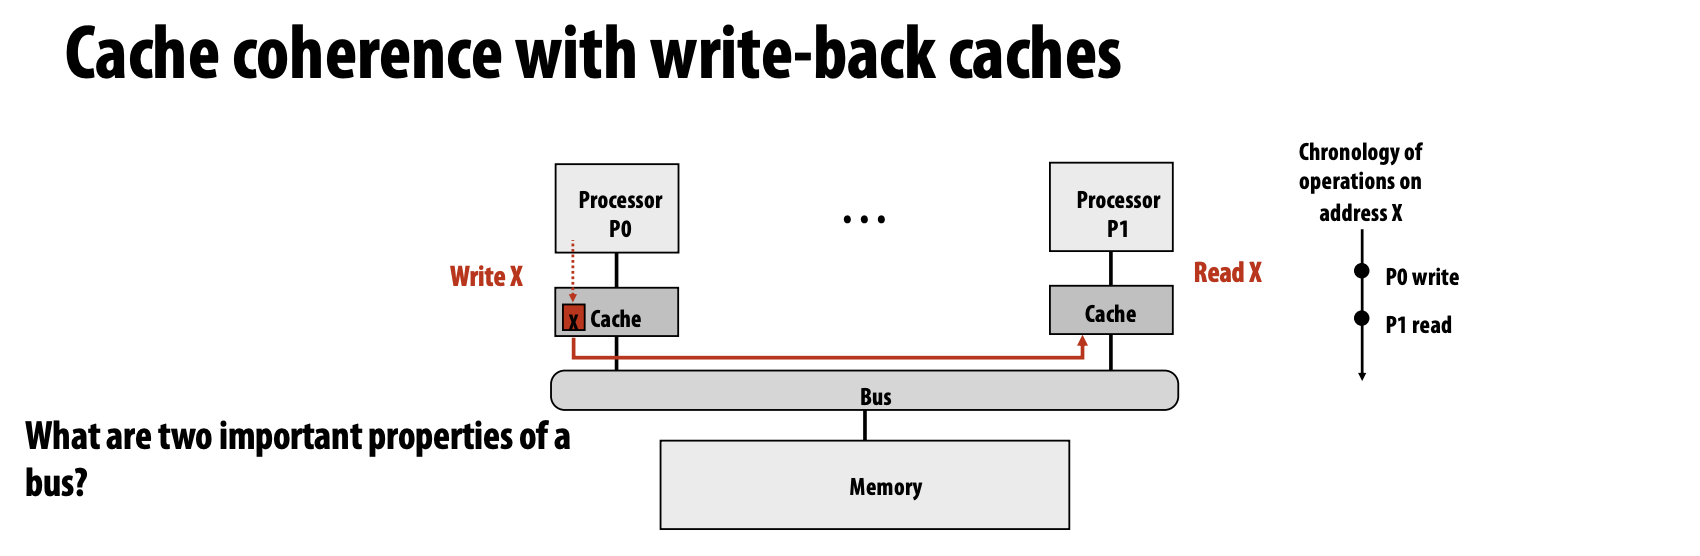 Cache coherence with write-back caches
Chronology of
operations on
address X
Processor
P0
...
Processor
P1
Write X
Read X
P0 write
X Cache
Cache
P1 read
Bus
What are two important properties of a
bus?
Memory